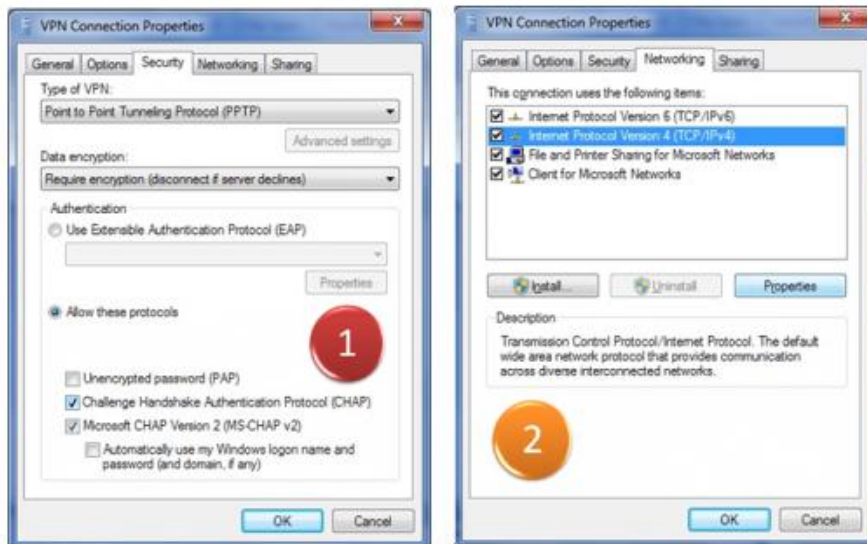 VPN Connection Properties
General Options Security Networking Sharing
Type of VPN:
Point to Point Tunneling Protocol (PPTP)
Advanced settings
Data encryption:
Require encryption (disconnect if server declines)
Authentication
Use Extensible Authentication Protocol (EAP)
Properties
Allow these protocols
1
Unencrypted password (PAP)
Challenge Handshake Authentication Protocol (CHAP)
Microsoft CHAP Version 2 (MS-CHAP v2)
Automatically use my Windows logon name and
password (and domain, if any)
OK Cancel
VPN Connection Properties
General Options Security Networking Sharing
This connection uses the following items:
Internet Protocol Version 6 (TCP/IPv6)
Internet Protocol Version 4 (TCP/IPv4)
File and Printer Sharing for Microsoft Networks
Client for Microsoft Networks
Install... Uninstall Properties
Description
Transmission Control Protocol/Internet Protocol. The default
wide area network protocol that provides communication
across diverse interconnected networks.
2
OK Cancel